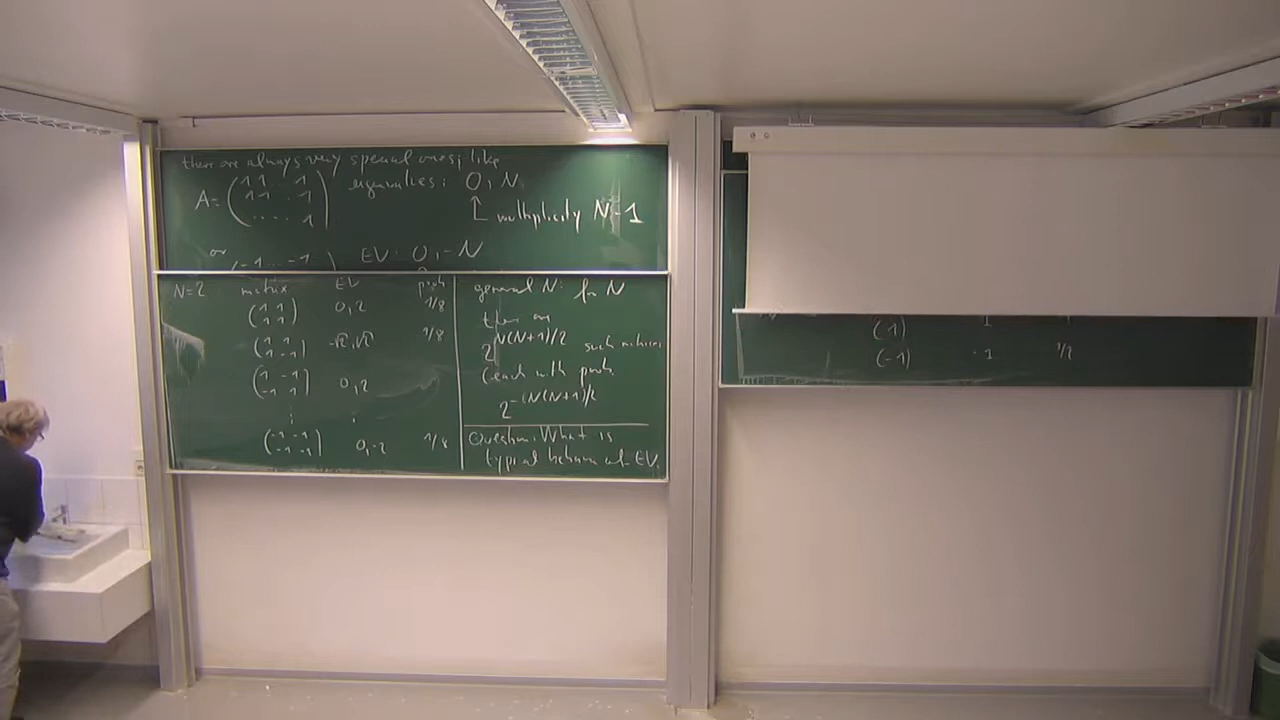 there are always very special ones, like
A = ( 1 1 ... 1
1 1 . 1
. . . . 1 ) eigenvalues: 0, N
↑ multiplicity N-1
or ( -1 ... -1 ) EV: 0, -N
N=2 matrix EV prob
( 1 1
1 1 ) 0, 2 1/8
( 1 1
1 -1 ) -√2, √2 1/8
( 1 -1
-1 1 ) 0, 2
⋮
( -1 -1
-1 -1 ) 0, -2 1/8
general N: for N
there are
2^{N(N+1)/2} such matrices
(each with prob.
2^{-(N(N+1)/2}
Question: What is
typical behavior of EV.
(1) 1
(-1) -1 1/2